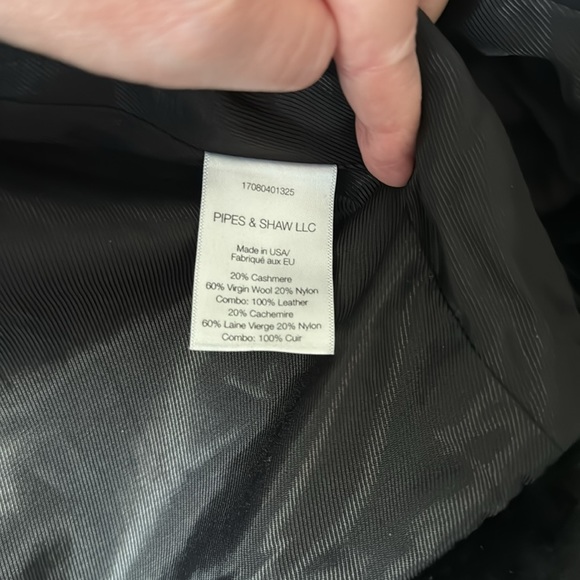 17080401325
PIPES & SHAW LLC
Made in USA/
Fabriqué aux EU
20% Cashmere
60% Virgin Wool 20% Nylon
Combo: 100% Leather
20% Cachemire
60% Laine Vierge 20% Nylon
Combo: 100% Cuir